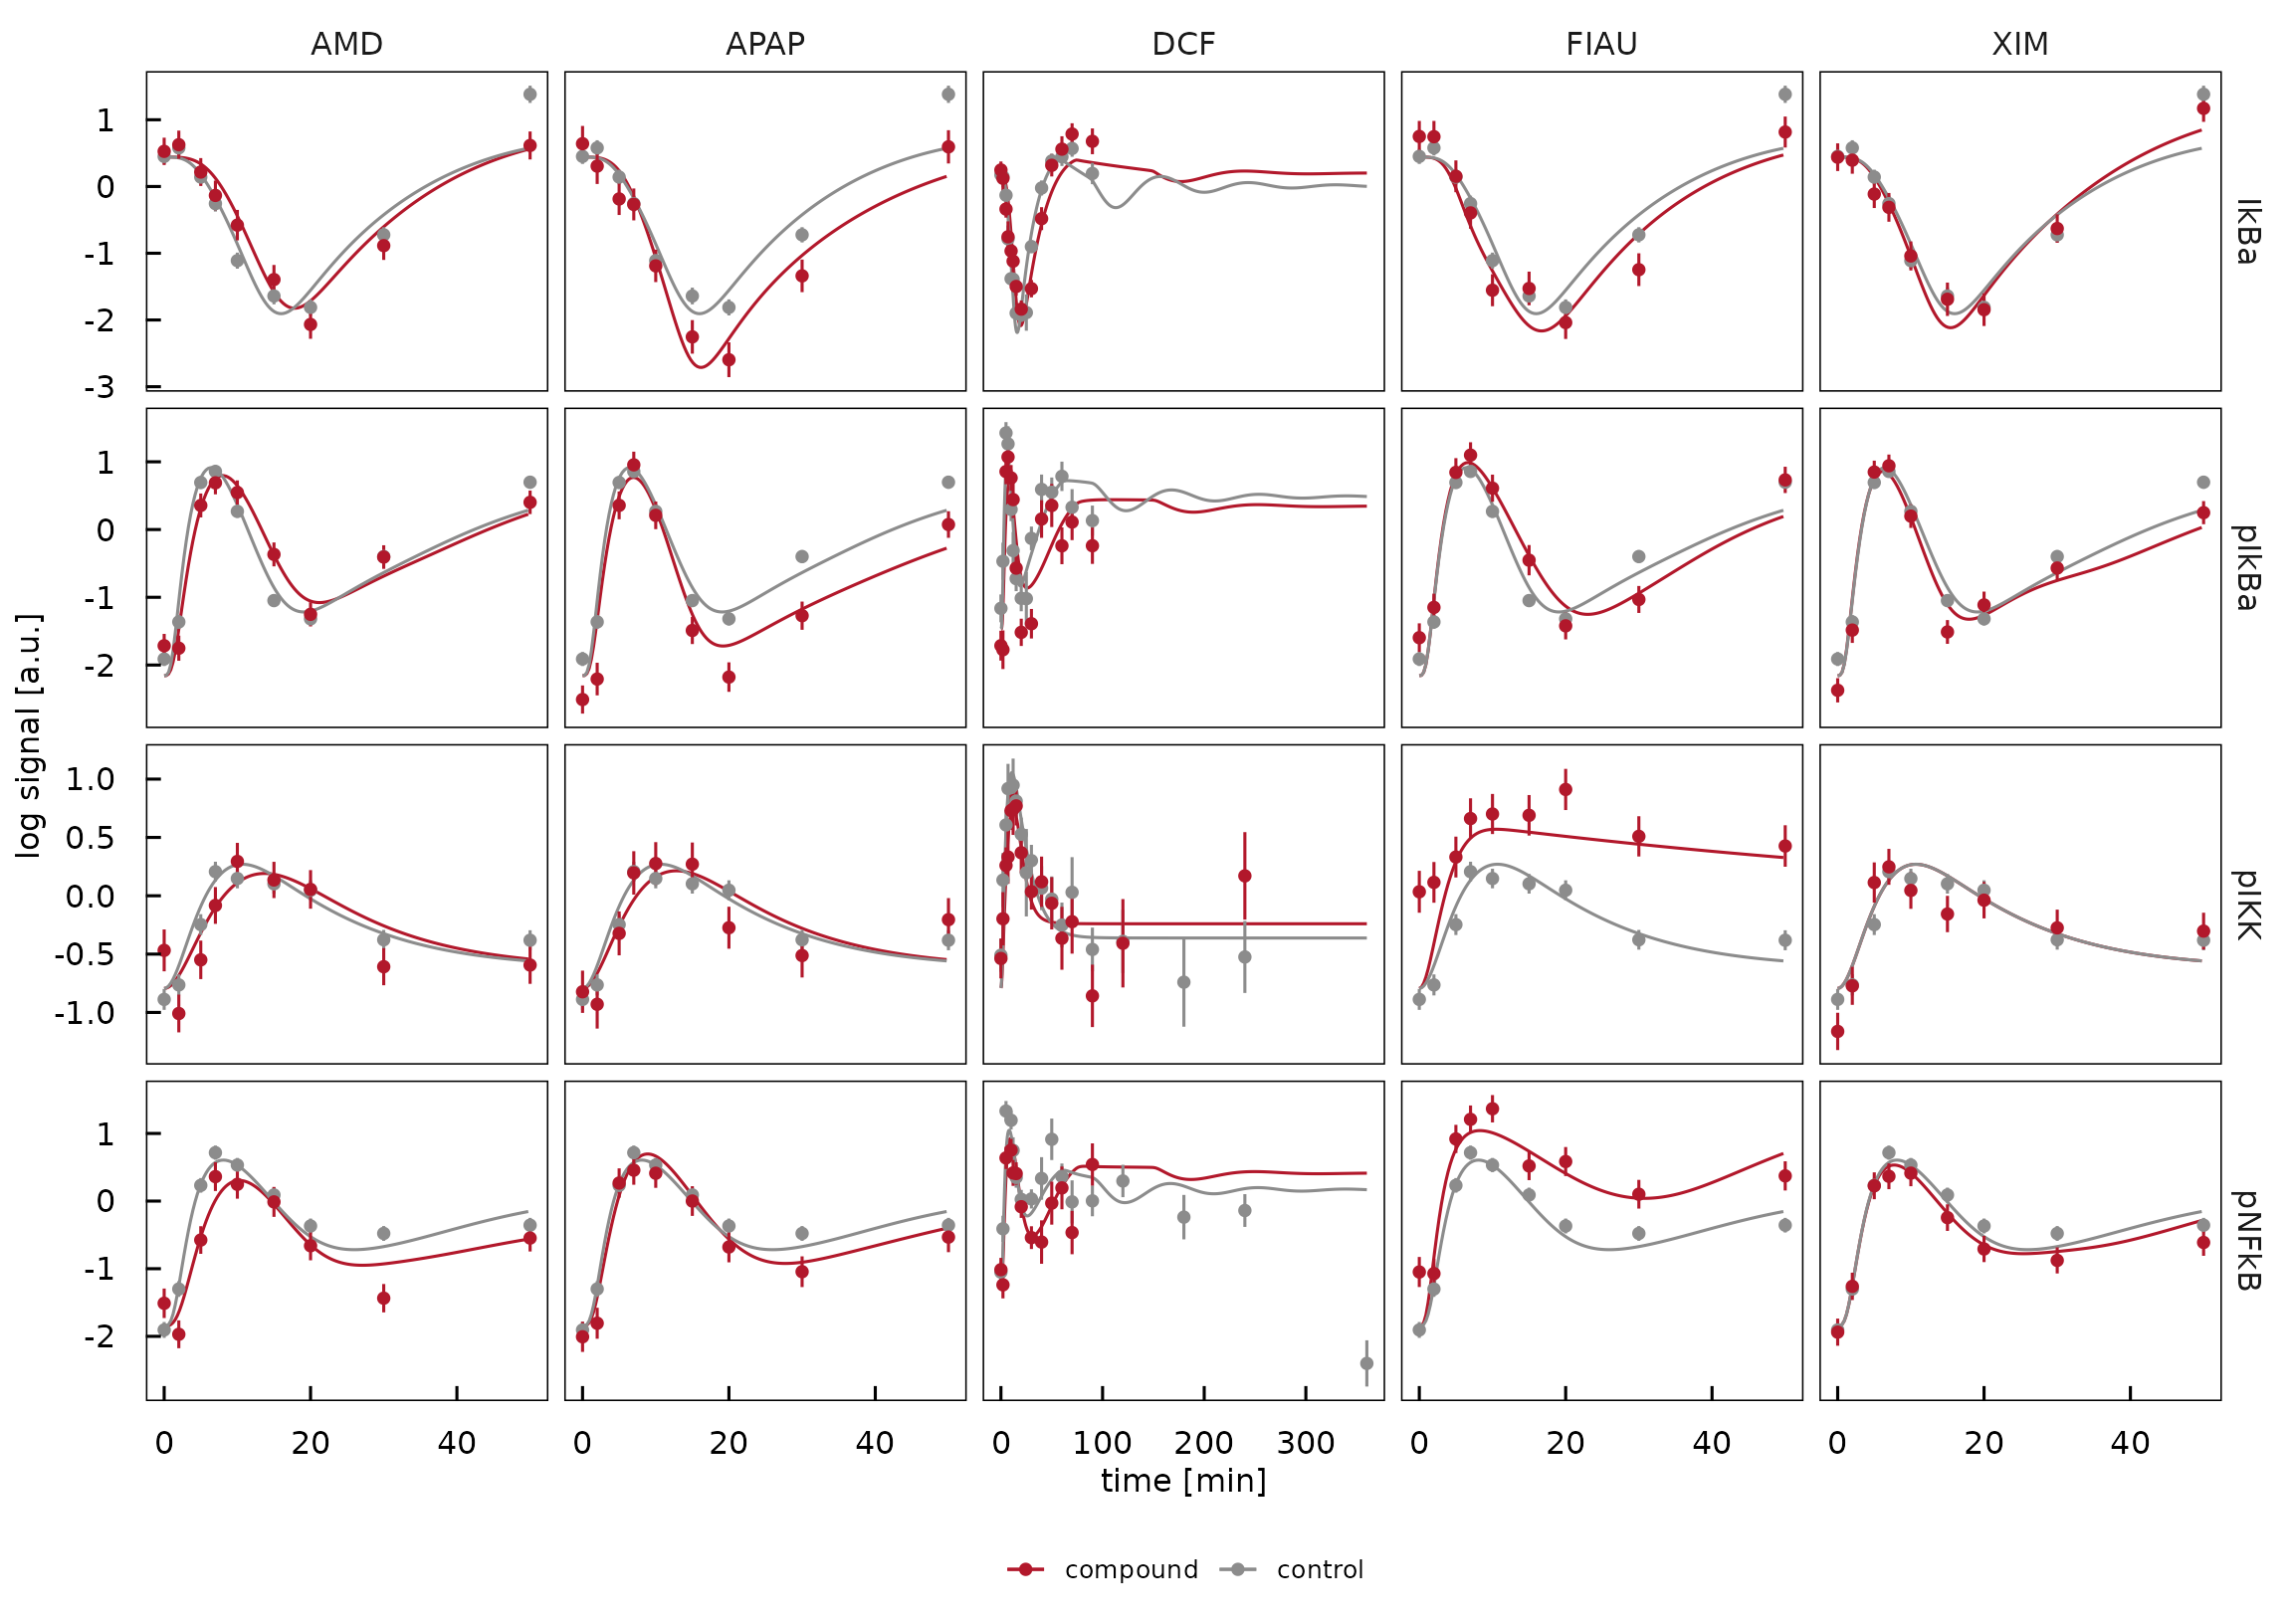 AMD APAP DCF FIAU XIM
1
0
-1
-2
-3
IkBa
1
0
-1
-2
pIkBa
1.0
0.5
0.0
-0.5
-1.0
pIKK
1
0
-1
-2
pNFkB
log signal [a.u.]
0 20 40 0 20 40 0 100 200 300 0 20 40 0 20 40
time [min]
compound control